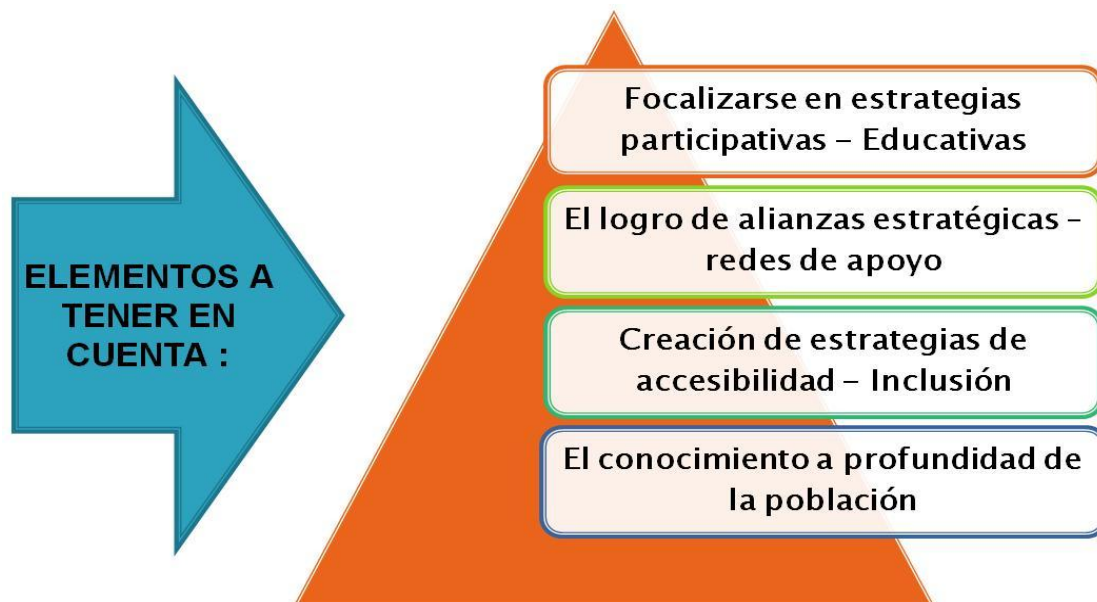 ELEMENTOS A
TENER EN
CUENTA :
Focalizarse en estrategias
participativas – Educativas
El logro de alianzas estratégicas –
redes de apoyo
Creación de estrategias de
accesibilidad – Inclusión
El conocimiento a profundidad de
la población